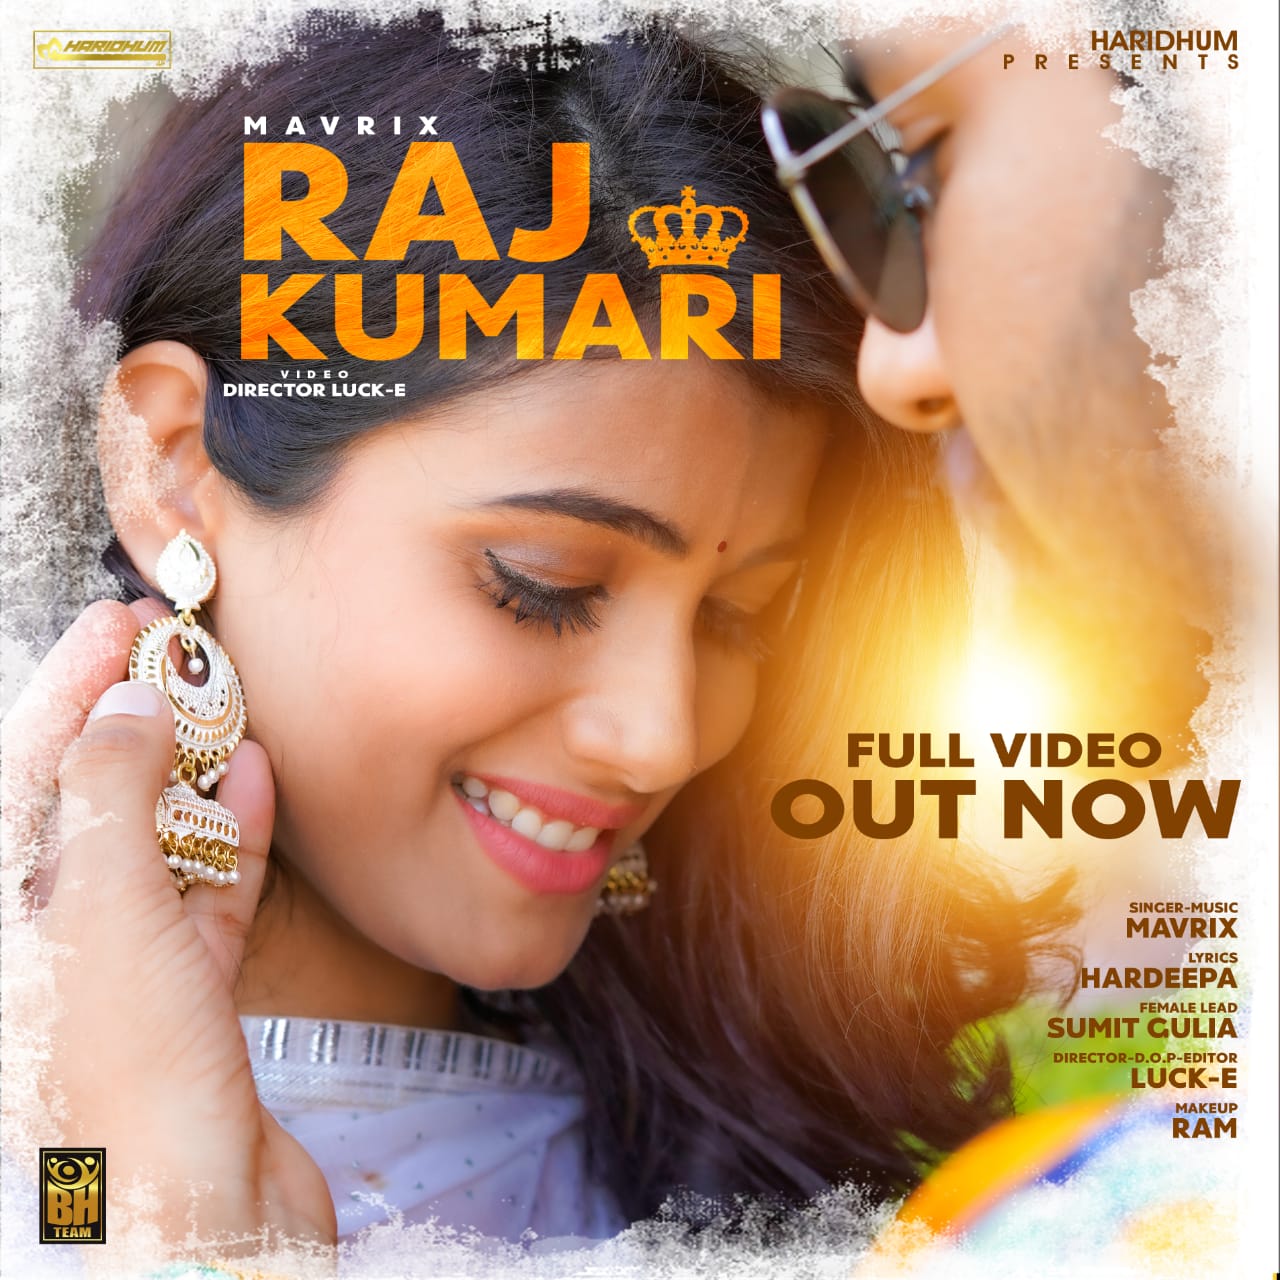 HARIDHUM
HARIDHUM
PRESENTS
MAVRIX
RAJ
KUMARI
VIDEO
DIRECTOR LUCK-E
FULL VIDEO
OUT NOW
SINGER-MUSIC
MAVRIX
LYRICS
HARDEEPA
FEMALE LEAD
SUMIT GULIA
DIRECTOR-D.O.P-EDITOR
LUCK-E
MAKEUP
RAM
BH
TEAM